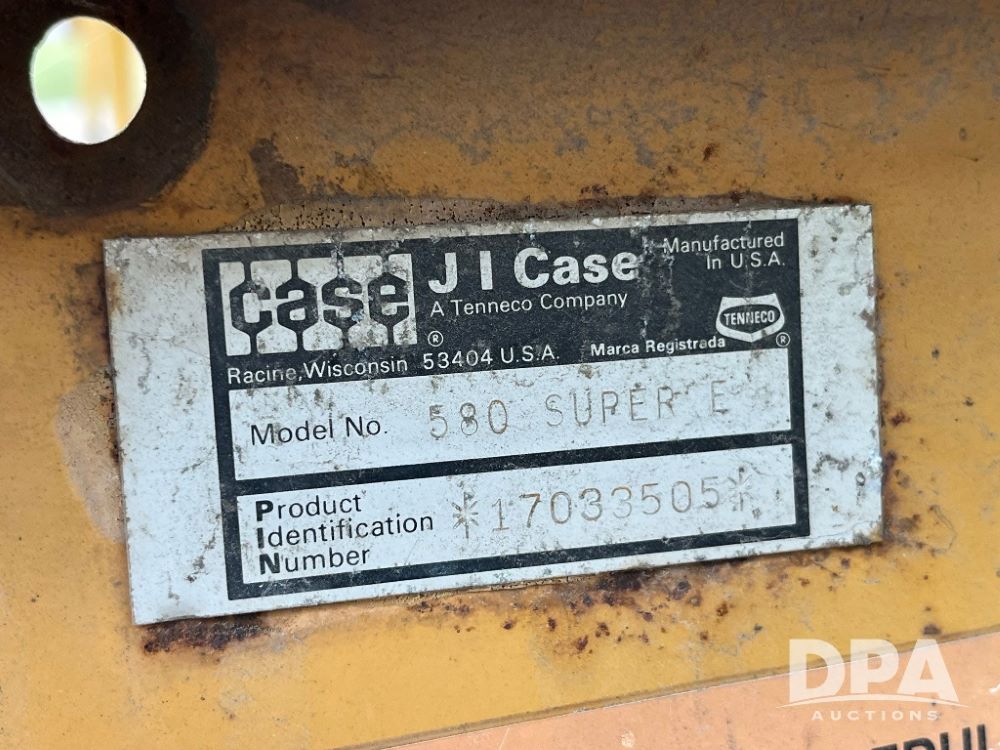 case
J I Case
A Tenneco Company
Manufactured
In U.S.A.
TENNECO
®
®
Racine, Wisconsin 53404 U.S.A.
Marca Registrada
Model No. 580 SUPER E
Product
Identification
Number
*17033505*
DPA
AUCTIONS